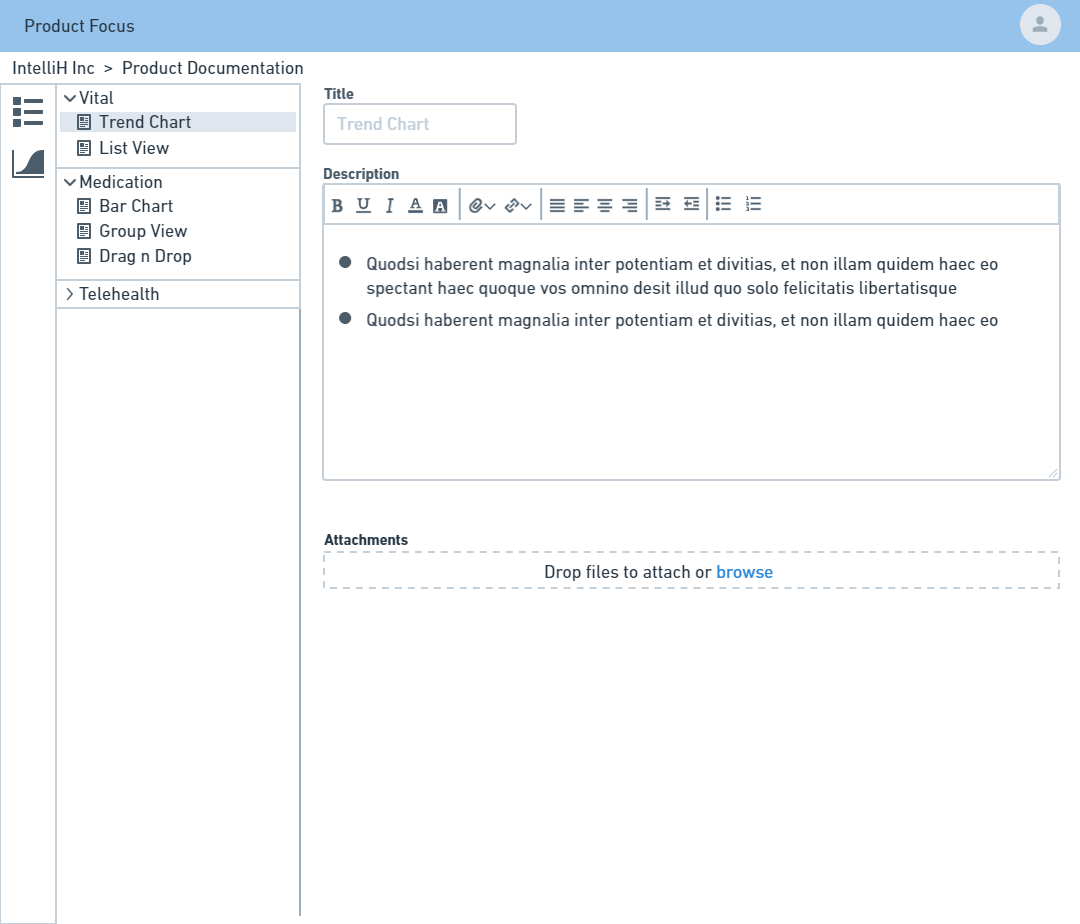 Product Focus
IntelliH Inc > Product Documentation
Vital
Trend Chart
List View
Medication
Bar Chart
Group View
Drag n Drop
Telehealth
Title
Trend Chart
Description
B U I A A
Quodsi haberent magnalia inter potentiam et divitias, et non illam quidem haec eo
spectant haec quoque vos omnino desit illud quo solo felicitatis libertatisque
Quodsi haberent magnalia inter potentiam et divitias, et non illam quidem haec eo
Attachments
Drop files to attach or browse